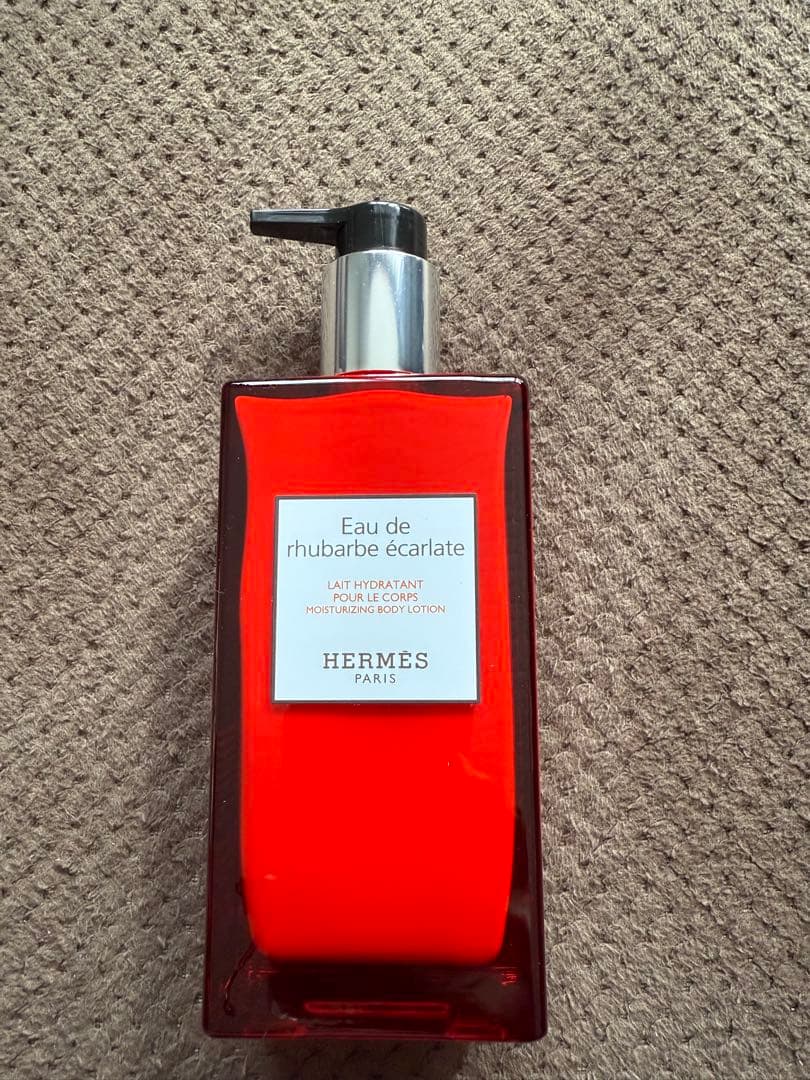 Eau de
rhubarbe écarlate
LAIT HYDRATANT
POUR LE CORPS
MOISTURIZING BODY LOTION
HERMÈS
PARIS